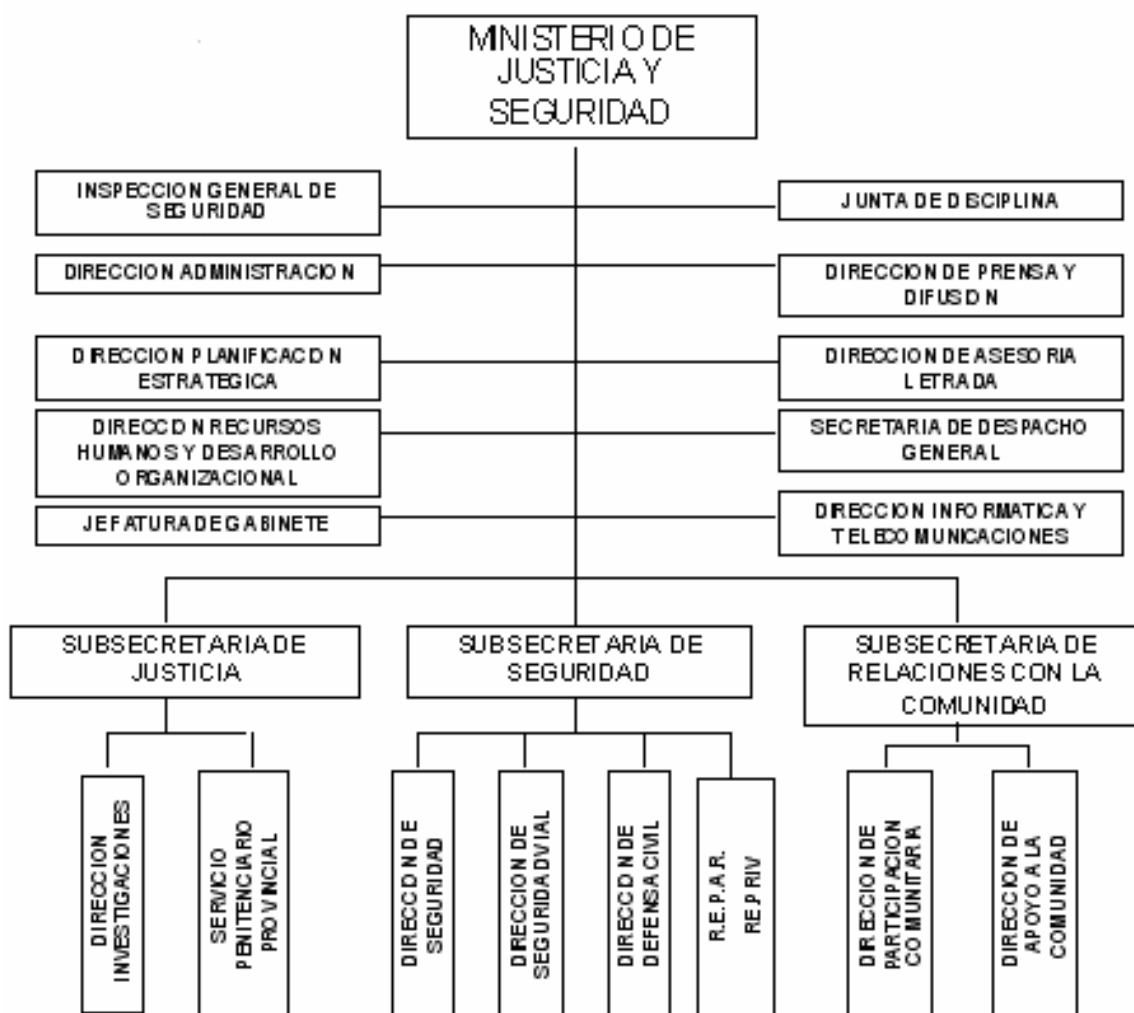 MINISTERIO DE
JUSTICIA Y
SEGURIDAD
INSPECCION GENERAL DE
SEGURIDAD
JUNTA DE DISCIPLINA
DIRECCION ADMINISTRACION
DIRECCION DE PRENSA Y
DIFUSION
DIRECCION PLANIFICACION
ESTRATEGICA
DIRECCION DE ASESORIA
LETRADA
DIRECCION RECURSOS
HUMANOS Y DESARROLLO
ORGANIZACIONAL
SECRETARIA DE DESPACHO
GENERAL
JEFATURA DE GABINETE
DIRECCION INFORMATICA Y
TELECOMUNICACIONES
SUBSECRETARIA DE
JUSTICIA
SUBSECRETARIA DE
SEGURIDAD
SUBSECRETARIA DE
RELACIONES CON LA
COMUNIDAD
DIRECCION
INVESTIGACIONES
SERVICIO
PENITENCIARIO
PROVINCIAL
DIRECCION DE
SEGURIDAD
DIRECCION DE
SEGURIDAD VIAL
DIRECCION DE
DEFENSA CIVIL
R.E.P.A.R.
REPRIV
DIRECCION DE
PARTICIPACION
COMUNITARIA
DIRECCION DE
APOYO A LA
COMUNIDAD